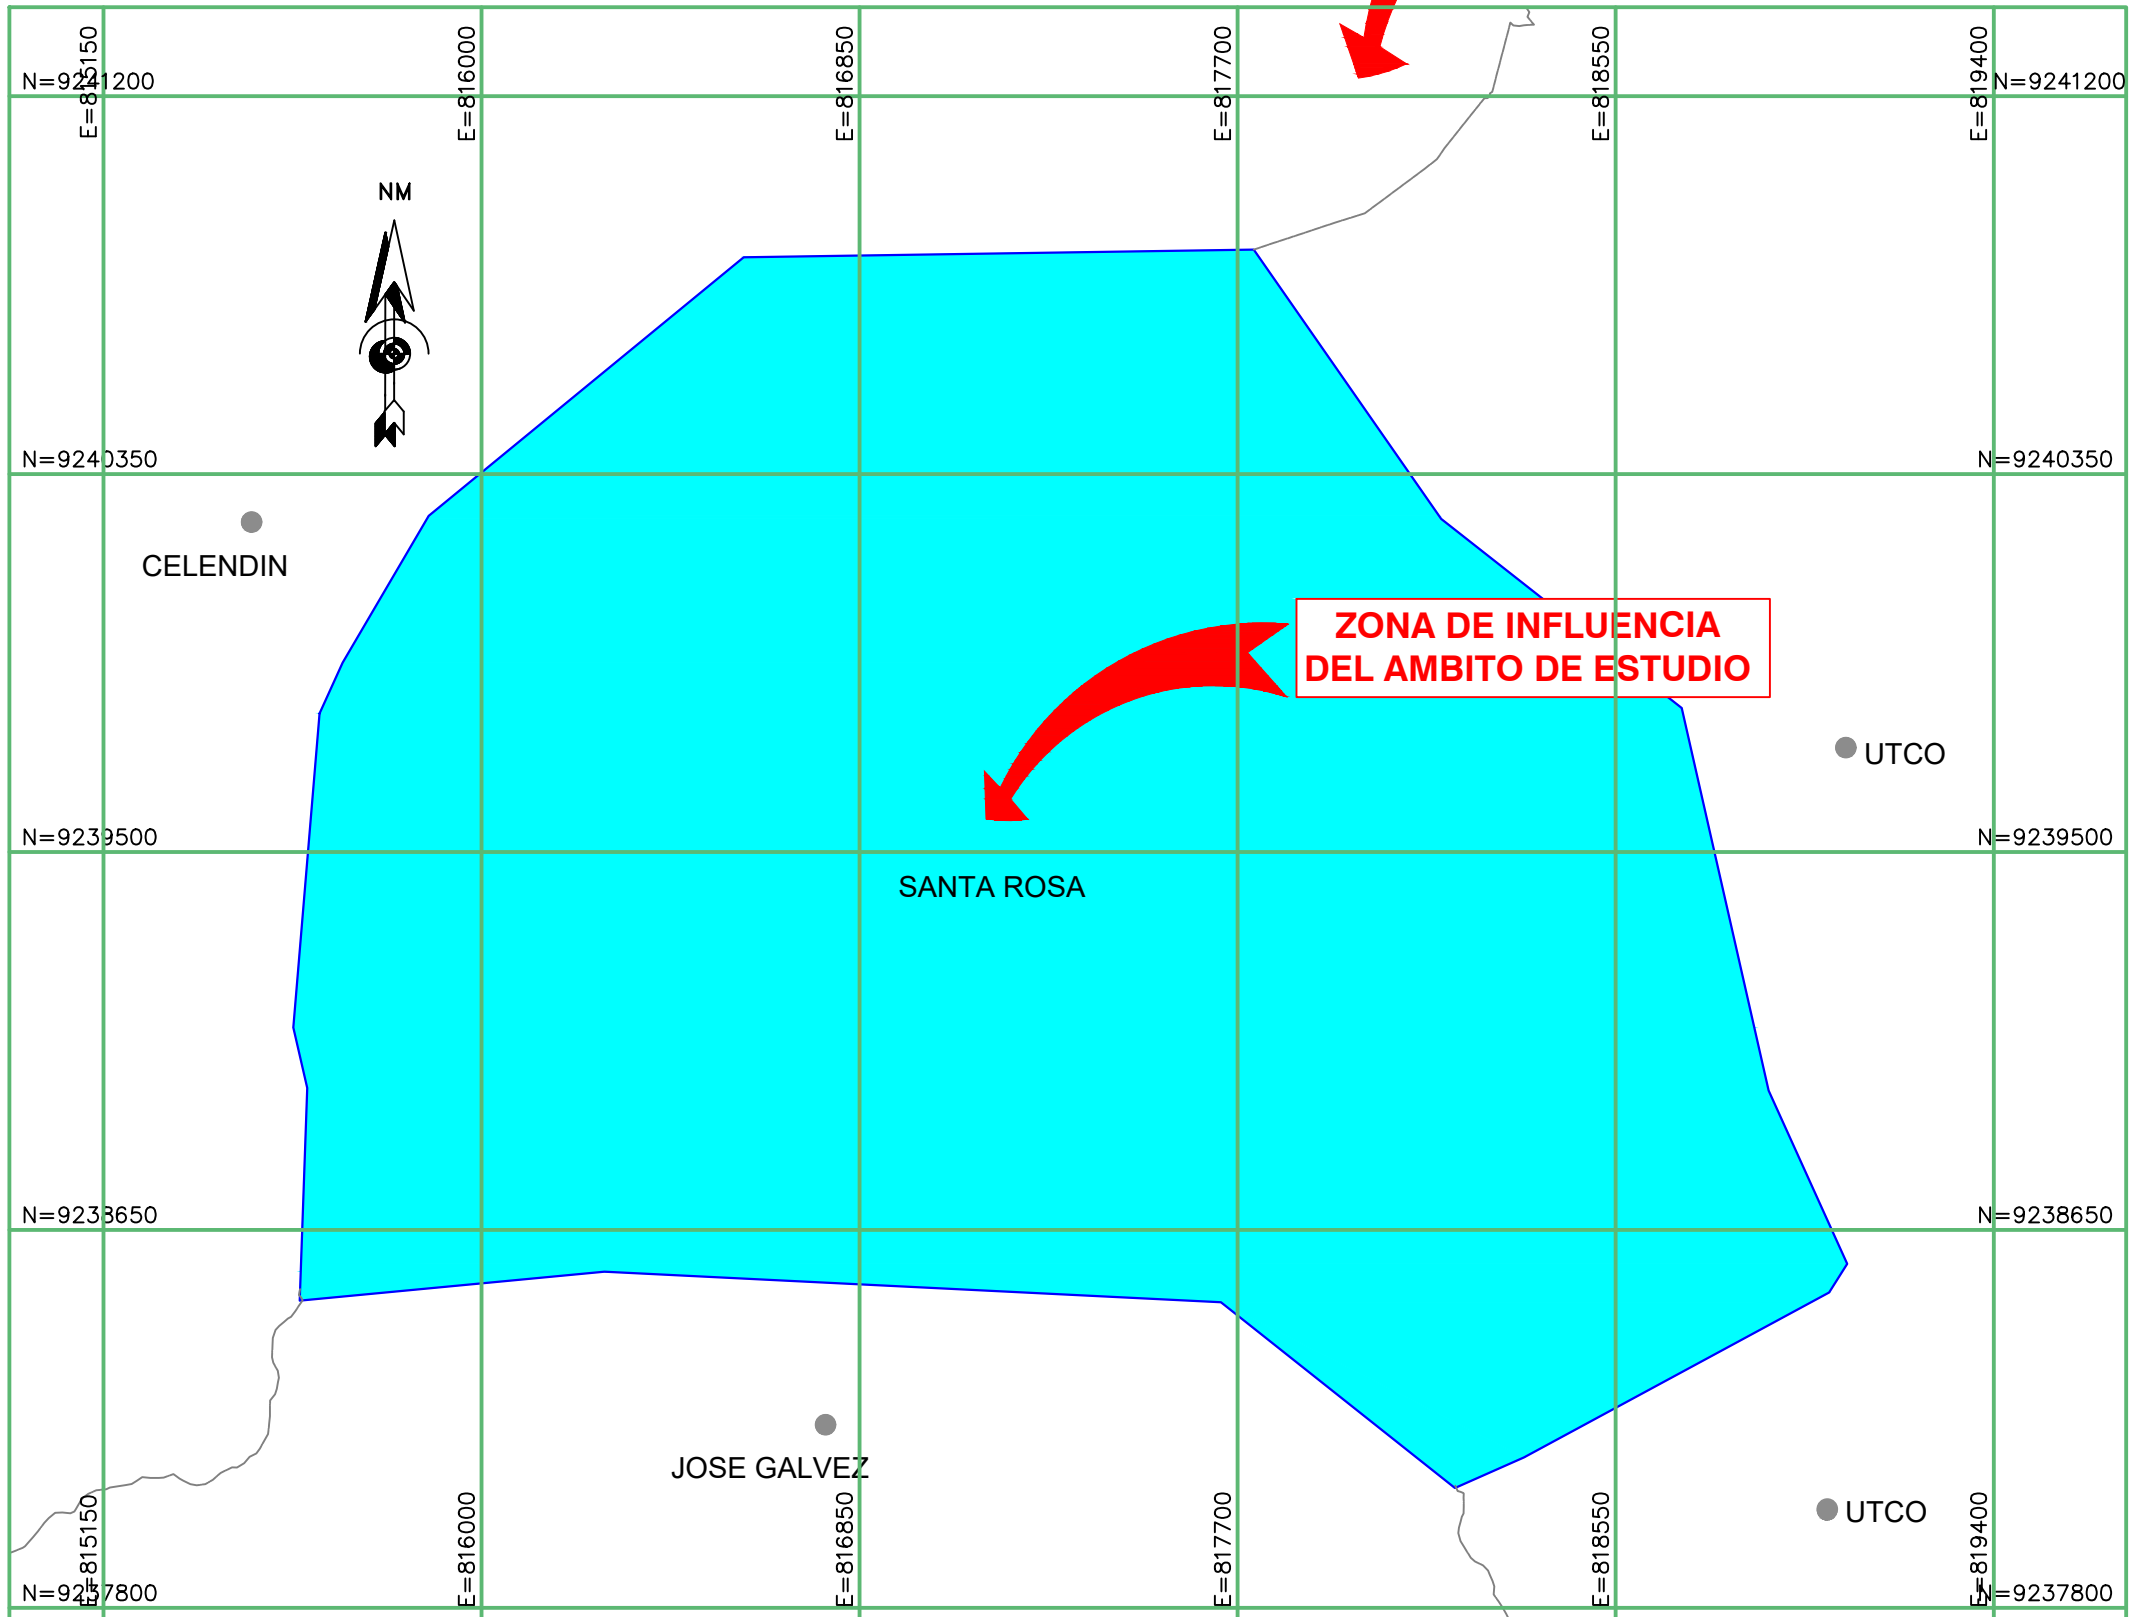 E=815150
E=816000
E=816850
E=817700
E=818550
E=819400
N=9241200
N=9241200
NM
N=9240350
N=9240350
CELENDIN
ZONA DE INFLUENCIA
DEL AMBITO DE ESTUDIO
UTCO
N=9239500
N=9239500
SANTA ROSA
N=9238650
N=9238650
JOSE GALVEZ
UTCO
E=815150
E=816000
E=816850
E=817700
E=818550
E=819400
N=9237800
N=9237800